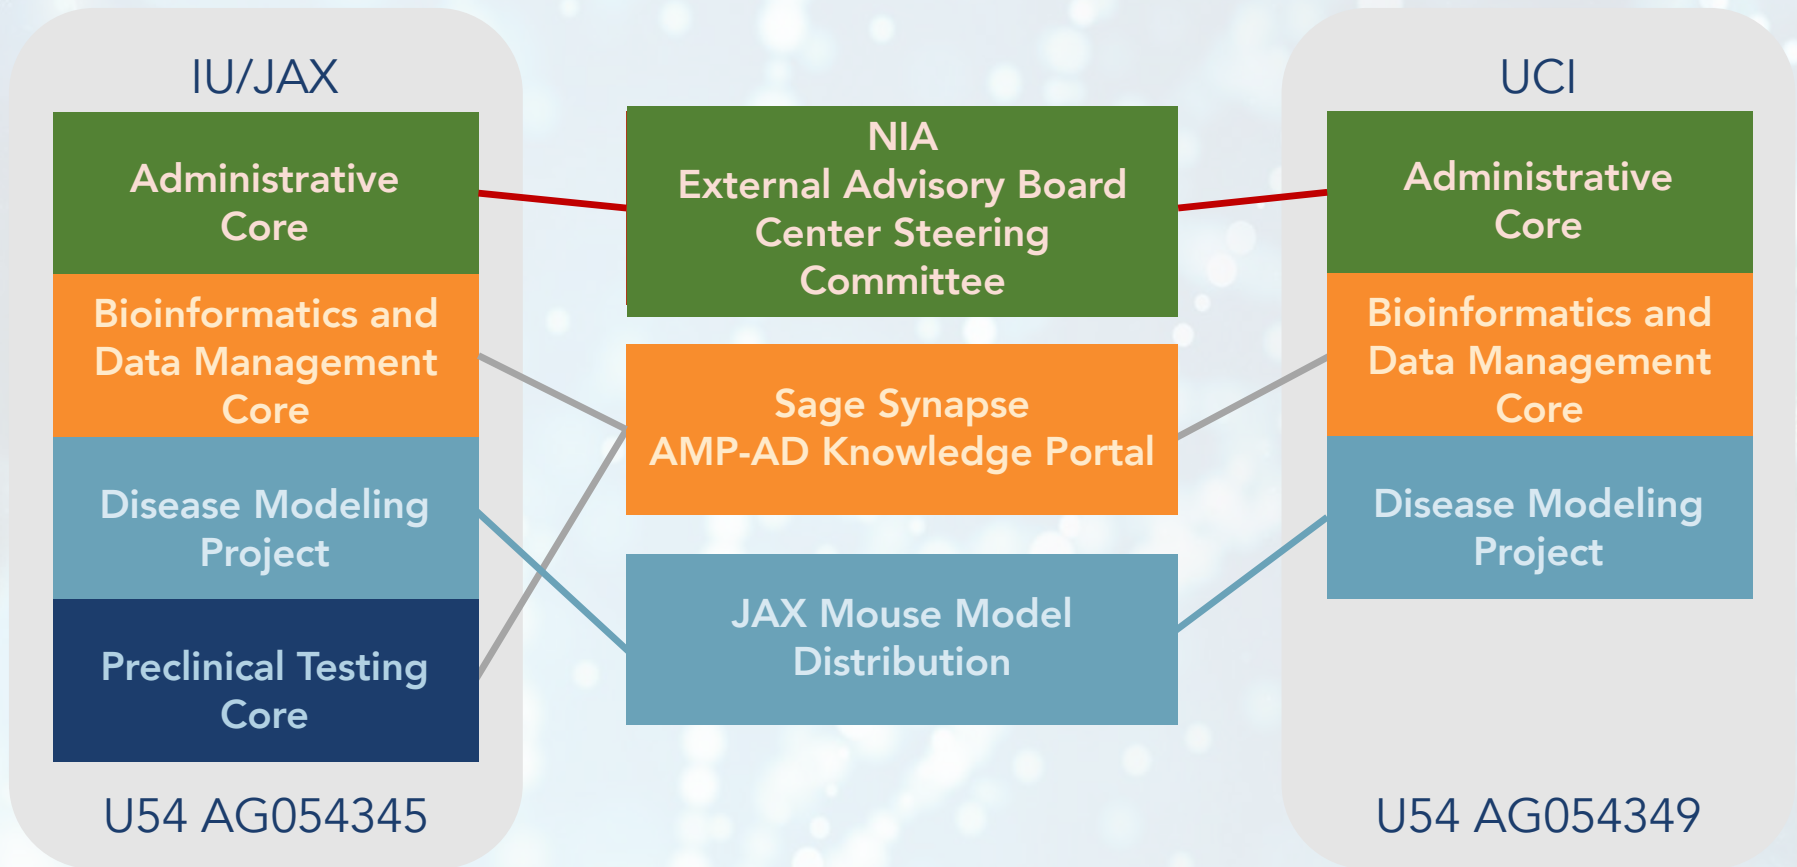 IU/JAX
Administrative
Core
Bioinformatics and
Data Management
Core
Disease Modeling
Project
Preclinical Testing
Core
U54 AG054345
NIA
External Advisory Board
Center Steering
Committee
Sage Synapse
AMP-AD Knowledge Portal
JAX Mouse Model
Distribution
UCI
Administrative
Core
Bioinformatics and
Data Management
Core
Disease Modeling
Project
U54 AG054349